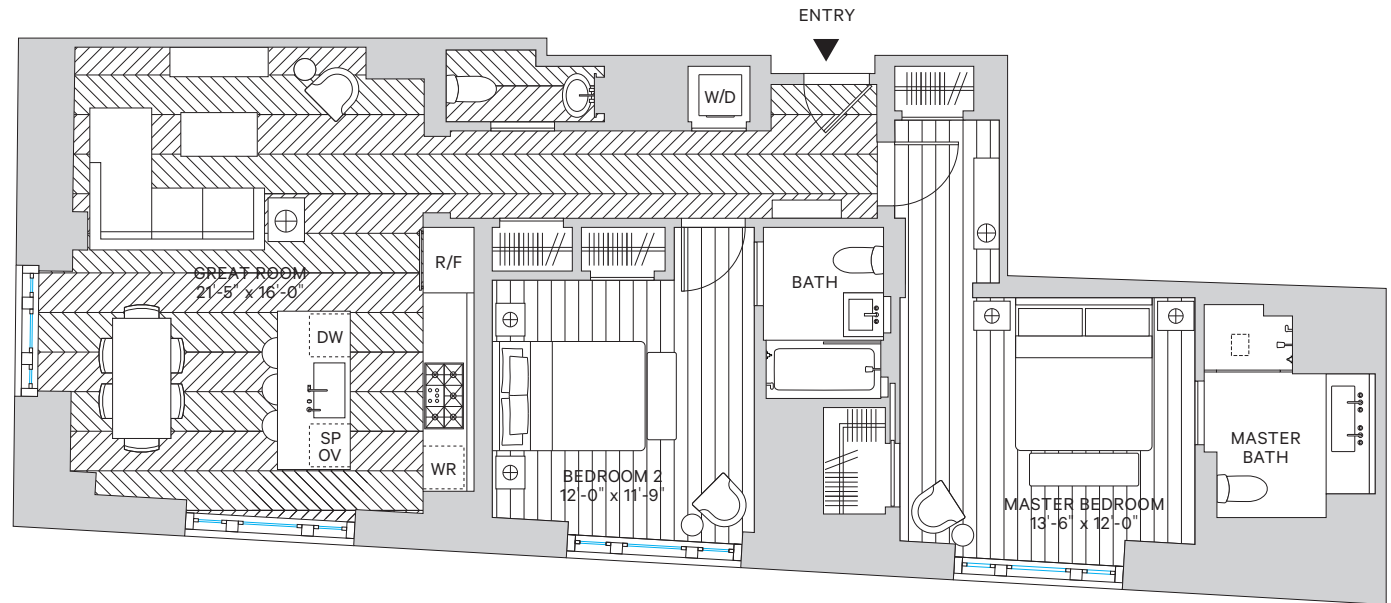 ENTRY
W/D
R/F
GREAT ROOM
21'-5" x 16'-0"
BATH
DW
SP
OV
WR
BEDROOM 2
12'-0" x 11'-9"
MASTER
BATH
MASTER BEDROOM
13'-6" x 12'-0"